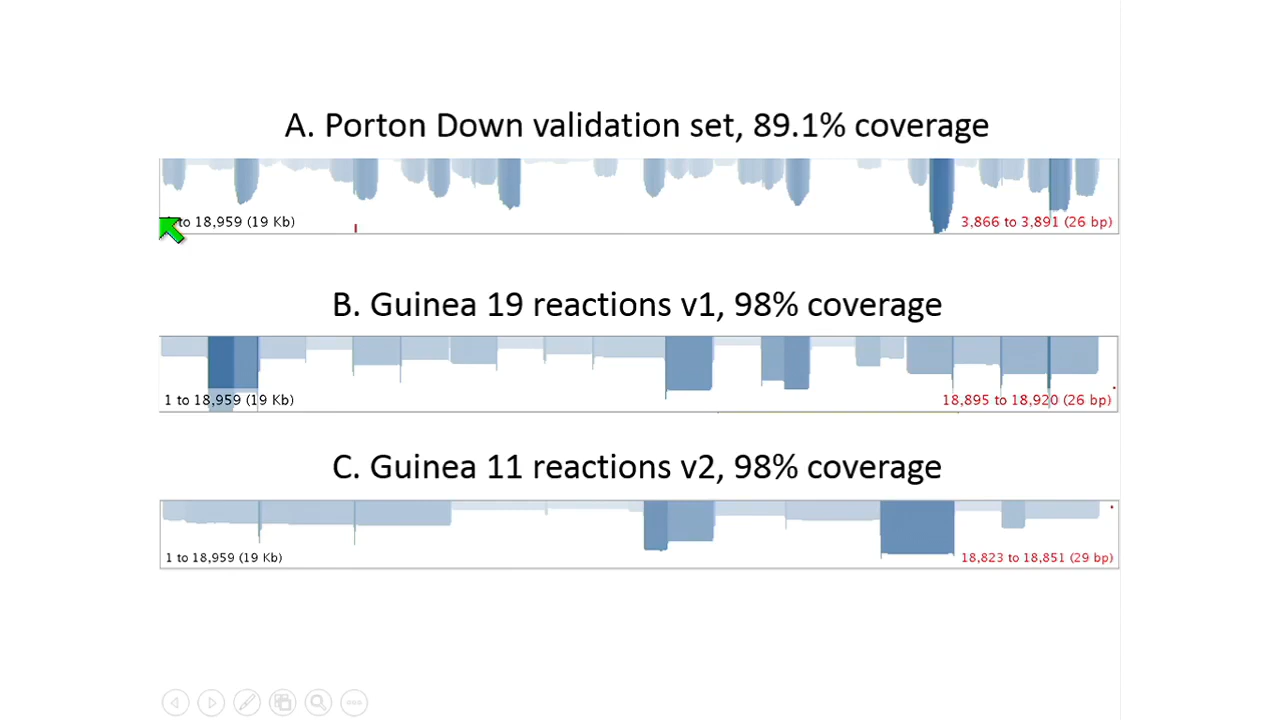 A. Porton Down validation set, 89.1% coverage
to 18,959 (19 Kb)
3,866 to 3,891 (26 bp)
B. Guinea 19 reactions v1, 98% coverage
1 to 18,959 (19 Kb)
18,895 to 18,920 (26 bp)
C. Guinea 11 reactions v2, 98% coverage
1 to 18,959 (19 Kb)
18,823 to 18,851 (29 bp)